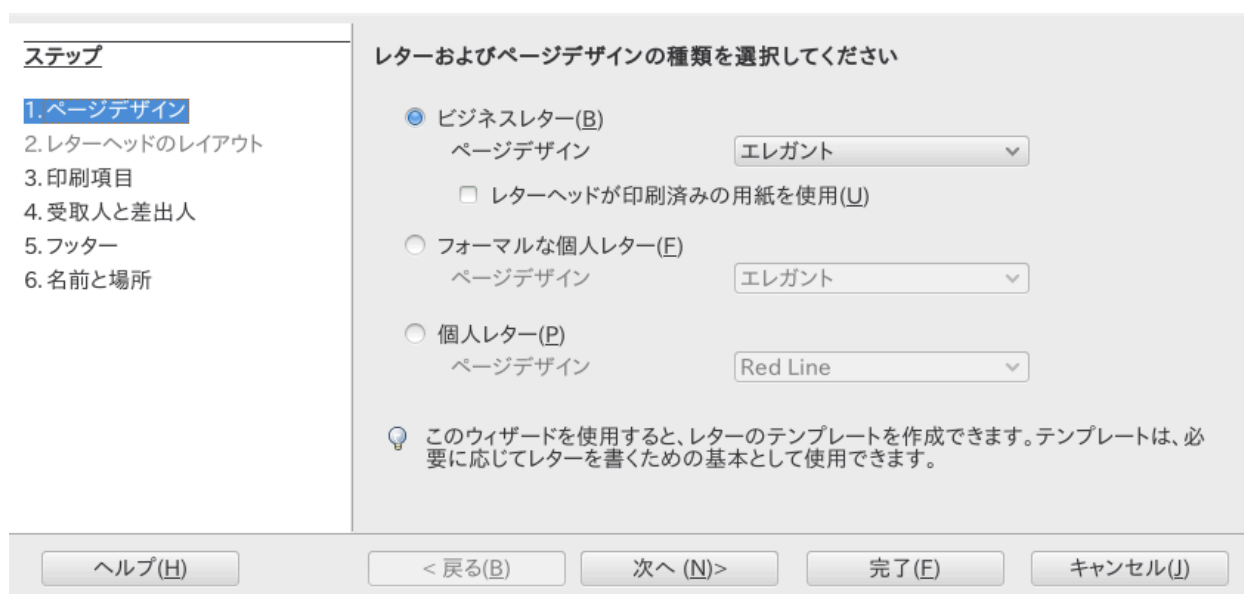 ステップ
1.ページデザイン
2.レターヘッドのレイアウト
3.印刷項目
4.受取人と差出人
5.フッター
6.名前と場所
レターおよびページデザインの種類を選択してください
ビジネスレター(B)
ページデザイン エレガント
レターヘッドが印刷済みの用紙を使用(U)
フォーマルな個人レター(F)
ページデザイン エレガント
個人レター(P)
ページデザイン Red Line
このウィザードを使用すると、レターのテンプレートを作成できます。テンプレートは、必
要に応じてレターを書くための基本として使用できます。
ヘルプ(H) < 戻る(B) 次へ (N)> 完了(F) キャンセル(J)